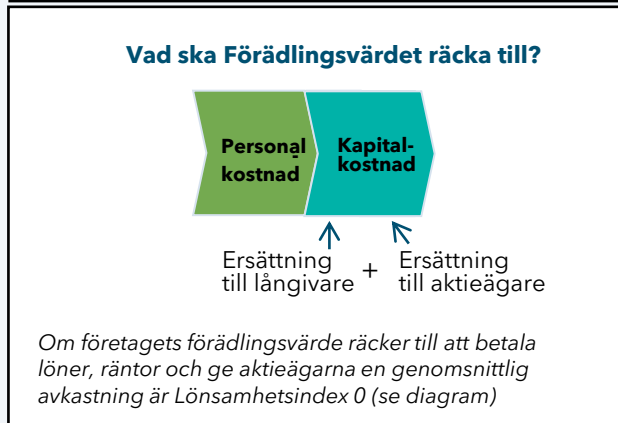 Vad ska Förädlingsvärdet räcka till?
Personal
kostnad
Kapital-
kostnad
Ersättning
till långivare
+
Ersättning
till aktieägare
Om företagets förädlingsvärde räcker till att betala
löner, räntor och ge aktieägarna en genomsnittlig
avkastning är Lönsamhetsindex 0 (se diagram)